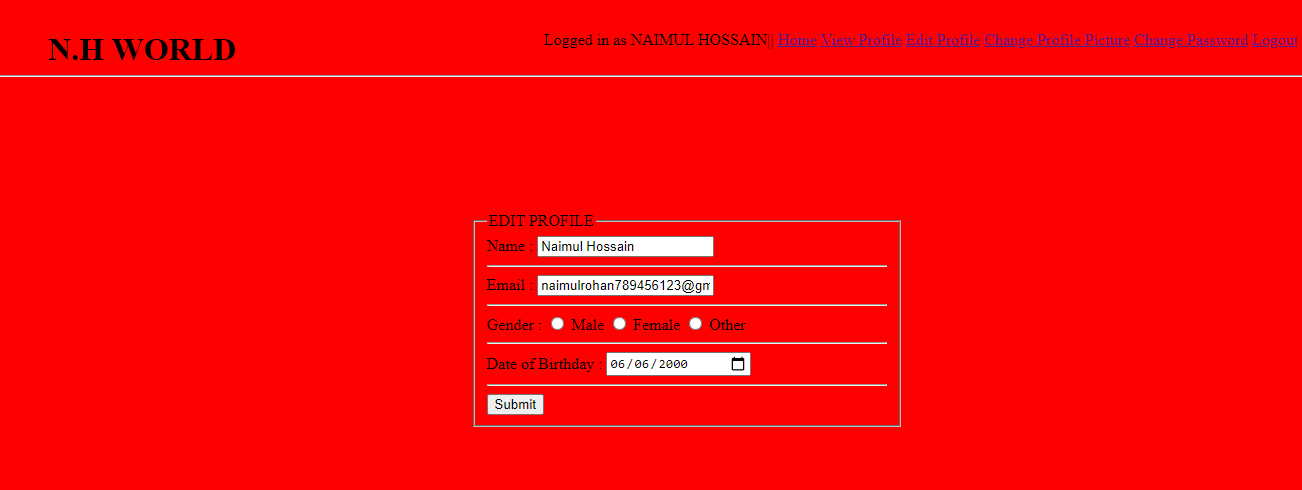 N.H WORLD
Logged in as NAIMUL HOSSAIN|| Home View Profile Edit Profile Change Profile Picture Change Password Logout
EDIT PROFILE
Name : Naimul Hossain
Email : naimulrohan789456123@gm
Gender : Male Female Other
Date of Birthday : 06/06/2000
Submit